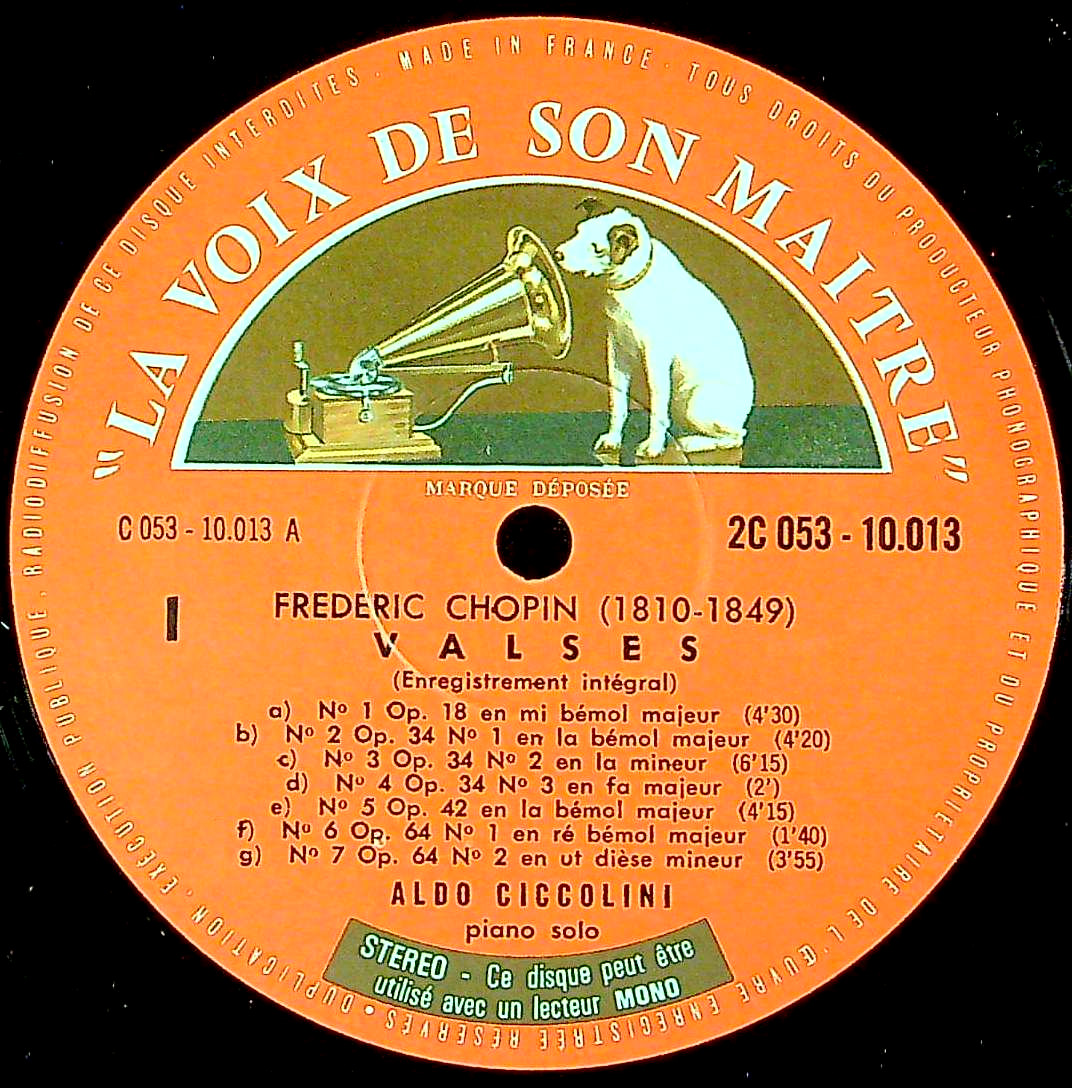 MADE IN FRANCE · TOUS DROITS DU PRODUCTEUR PHONOGRAPHIQUE ET DU PROPRIÉTAIRE DE L'ŒUVRE ENREGISTRÉE RÉSERVÉS • DUPLICATION . EXÉCUTION PUBLIQUE . RADIODIFFUSION DE CE DISQUE INTERDITES .
"LA VOIX DE SON MAITRE"
MARQUE DÉPOSÉE
C 053 - 10.013 A
2C 053 - 10.013
I
FREDERIC CHOPIN (1810-1849)
VALSES
(Enregistrement intégral)
a) Nº 1 Op. 18 en mi bémol majeur (4'30)
b) Nº 2 Op. 34 Nº 1 en la bémol majeur (4'20)
c) Nº 3 Op. 34 Nº 2 en la mineur (6'15)
d) Nº 4 Op. 34 Nº 3 en fa majeur (2')
e) Nº 5 Op. 42 en la bémol majeur (4'15)
f) Nº 6 Op. 64 Nº 1 en ré bémol majeur (1'40)
g) Nº 7 Op. 64 Nº 2 en ut dièse mineur (3'55)
ALDO CICCOLINI
piano solo
STEREO - Ce disque peut être
utilisé avec un lecteur MONO